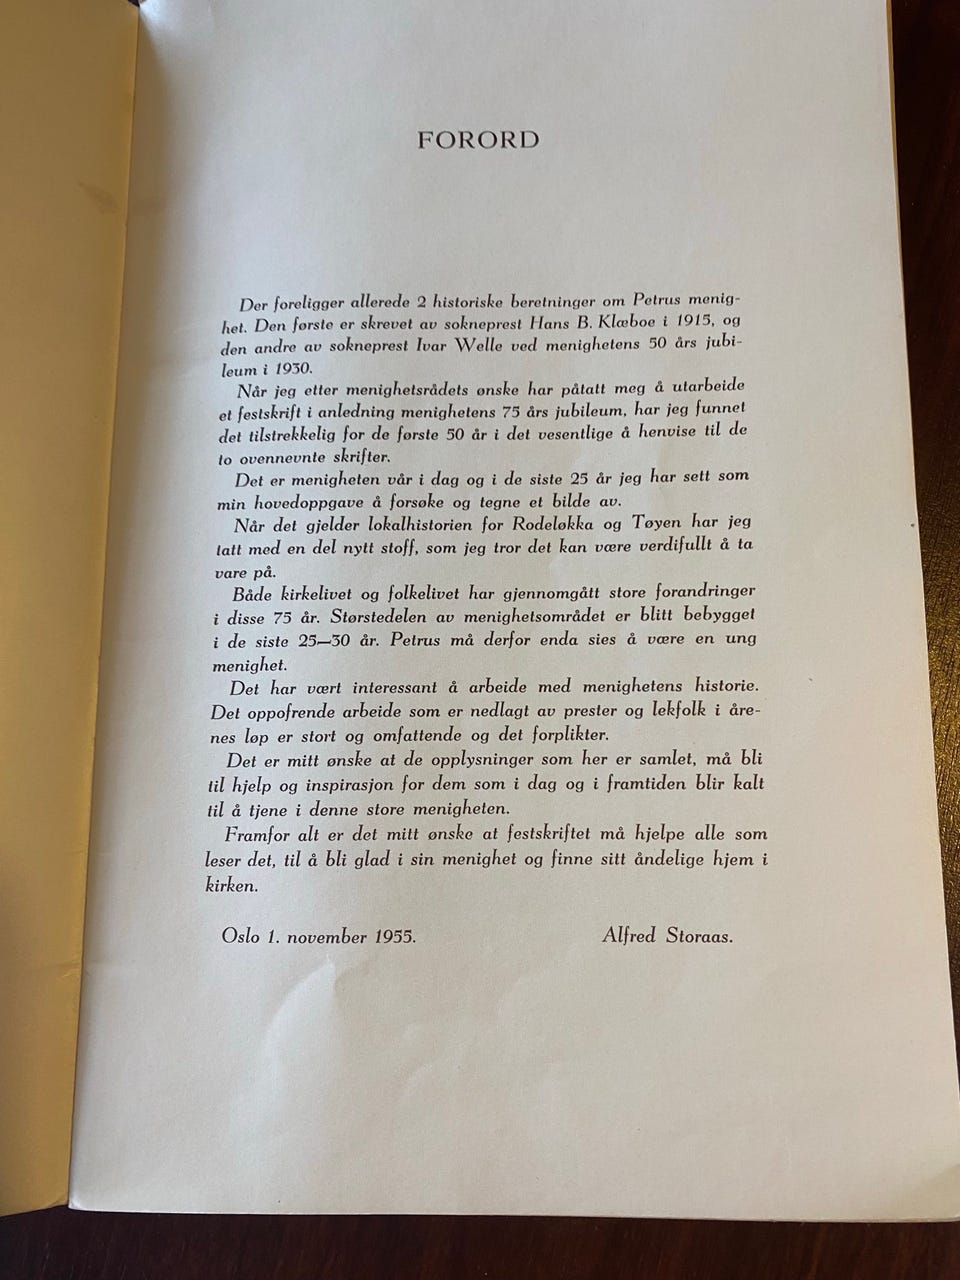 FORORD
Der foreligger allerede 2 historiske beretninger om Petrus menig-
het. Den første er skrevet av sokneprest Hans B. Klæboe i 1915, og
den andre av sokneprest Ivar Welle ved menighetens 50 års jubi-
leum i 1930.
Når jeg etter menighetsrådets ønske har påtatt meg å utarbeide
et festskrift i anledning menighetens 75 års jubileum, har jeg funnet
det tilstrekkelig for de første 50 år i det vesentlige å henvise til de
to ovennevnte skrifter.
Det er menigheten vår i dag og i de siste 25 år jeg har sett som
min hovedoppgave å forsøke og tegne et bilde av.
Når det gjelder lokalhistorien for Rodeløkka og Tøyen har jeg
tatt med en del nytt stoff, som jeg tror det kan være verdifullt å ta
vare på.
Både kirkelivet og folkelivet har gjennomgått store forandringer
i disse 75 år. Størstedelen av menighetsområdet er blitt bebygget
i de siste 25—30 år. Petrus må derfor enda sies å være en ung
menighet.
Det har vært interessant å arbeide med menighetens historie.
Det oppofrende arbeide som er nedlagt av prester og lekfolk i åre-
nes løp er stort og omfattende og det forplikter.
Det er mitt ønske at de opplysninger som her er samlet, må bli
til hjelp og inspirasjon for dem som i dag og i framtiden blir kalt
til å tjene i denne store menigheten.
Framfor alt er det mitt ønske at festskriftet må hjelpe alle som
leser det, til å bli glad i sin menighet og finne sitt åndelige hjem i
kirken.
Oslo 1. november 1955. Alfred Storaas.